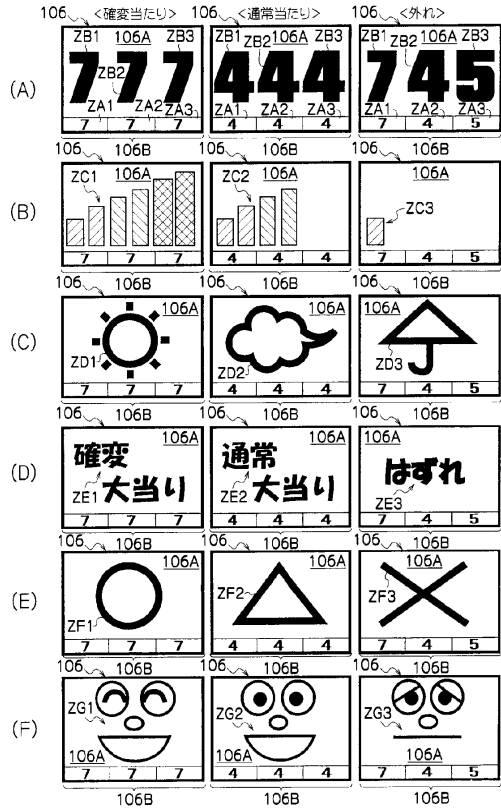 106 <確変当たり> 106 <通常当たり> 106 <外れ>
ZB1 106A ZB3 ZB1 ZB2 106A ZB3 ZB1 ZB2 106A ZB3
(A) 7 ZB2 7 7 4 4 4 7 4 5
ZA1 ZA2 ZA3 ZA1 ZA2 ZA3 ZA1 ZA2 ZA3
7 7 7 4 4 4 7 4 5
106 106B 106 106B 106 106B
(B) ZC1 106A ZC2 106A 106A ZC3
7 7 7 4 4 4 7 4 5
106 106B 106 106B 106 106B
(C) 106A 106A 106A
ZD1 ZD2 ZD3
7 7 7 4 4 4 7 4 5
106 106B 106 106B 106 106B
106A 106A 106A
(D) 確変 通常 はずれ
ZE1 大当り ZE2 大当り ZE3
7 7 7 4 4 4 7 4 5
106 106B 106 106B 106 106B
106A 106A 106A
(E) ZF1 ZF2 ZF3
7 7 7 4 4 4 7 4 5
106 106B 106 106B 106 106B
(F) ZG1 ZG2 ZG3
106A 106A 106A
7 7 7 4 4 4 7 4 5
106B 106B 106B